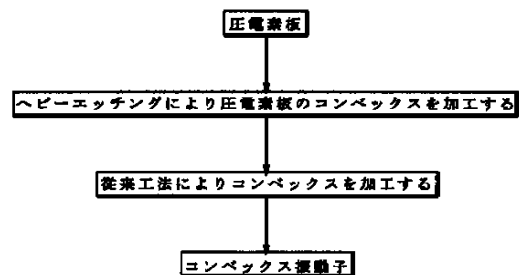 圧電素板
ヘビーエッチングにより圧電素板のコンベックスを加工する
従来工法によりコンベックスを加工する
コンベックス振動子